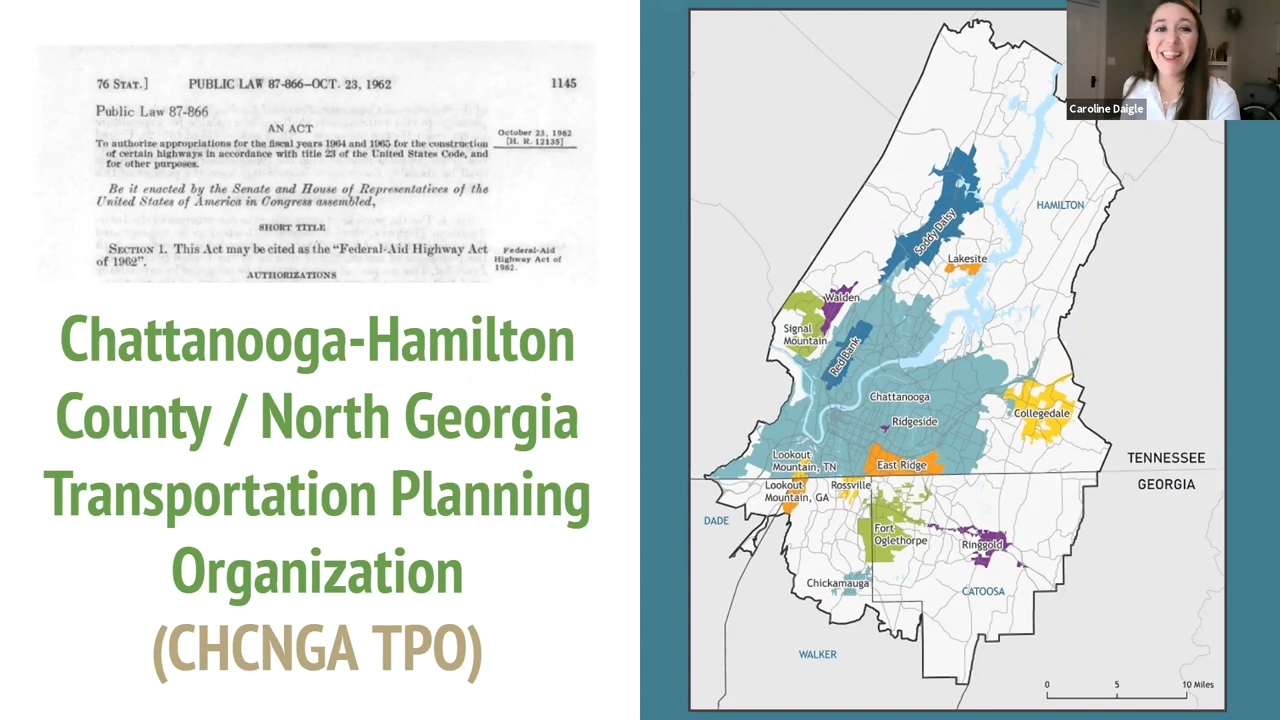 76 STAT.] PUBLIC LAW 87-866—OCT. 23, 1962 1145
Public Law 87-866
AN ACT
October 23, 1962
[H. R. 12135]
To authorize appropriations for the fiscal years 1964 and 1965 for the construction
of certain highways in accordance with title 23 of the United States Code, and
for other purposes.
Be it enacted by the Senate and House of Representatives of the
United States of America in Congress assembled,
SHORT TITLE
SECTION 1. This Act may be cited as the “Federal-Aid Highway Act
of 1962”.
Federal-Aid
Highway Act of
1962.
AUTHORIZATIONS
Chattanooga-Hamilton
County / North Georgia
Transportation Planning
Organization
(CHCNGA TPO)
Caroline Daigle
HAMILTON
Soddy Daisy
Lakesite
Walden
Signal
Mountain
Red Bank
Chattanooga
Collegedale
Ridgeside
Lookout
Mountain, TN
East Ridge
TENNESSEE
GEORGIA
Lookout
Mountain, GA
Rossville
DADE
Fort
Oglethorpe
Ringgold
Chickamauga
CATOOSA
WALKER
0 5 10 Miles